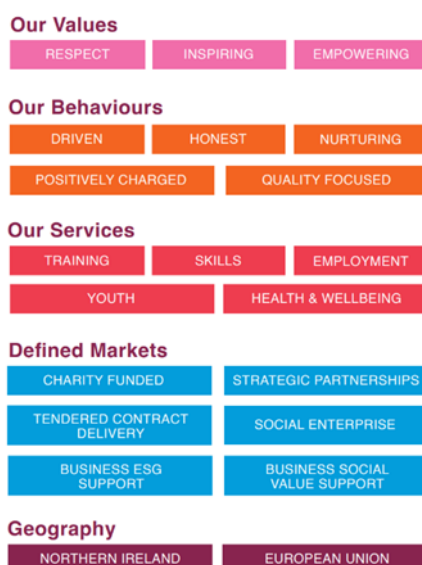 Our Values
RESPECT
INSPIRING
EMPOWERING
Our Behaviours
DRIVEN
HONEST
NURTURING
POSITIVELY CHARGED
QUALITY FOCUSED
Our Services
TRAINING
SKILLS
EMPLOYMENT
YOUTH
HEALTH & WELLBEING
Defined Markets
CHARITY FUNDED
STRATEGIC PARTNERSHIPS
TENDERED CONTRACT
DELIVERY
SOCIAL ENTERPRISE
BUSINESS ESG
SUPPORT
BUSINESS SOCIAL
VALUE SUPPORT
Geography
NORTHERN IRELAND
EUROPEAN UNION